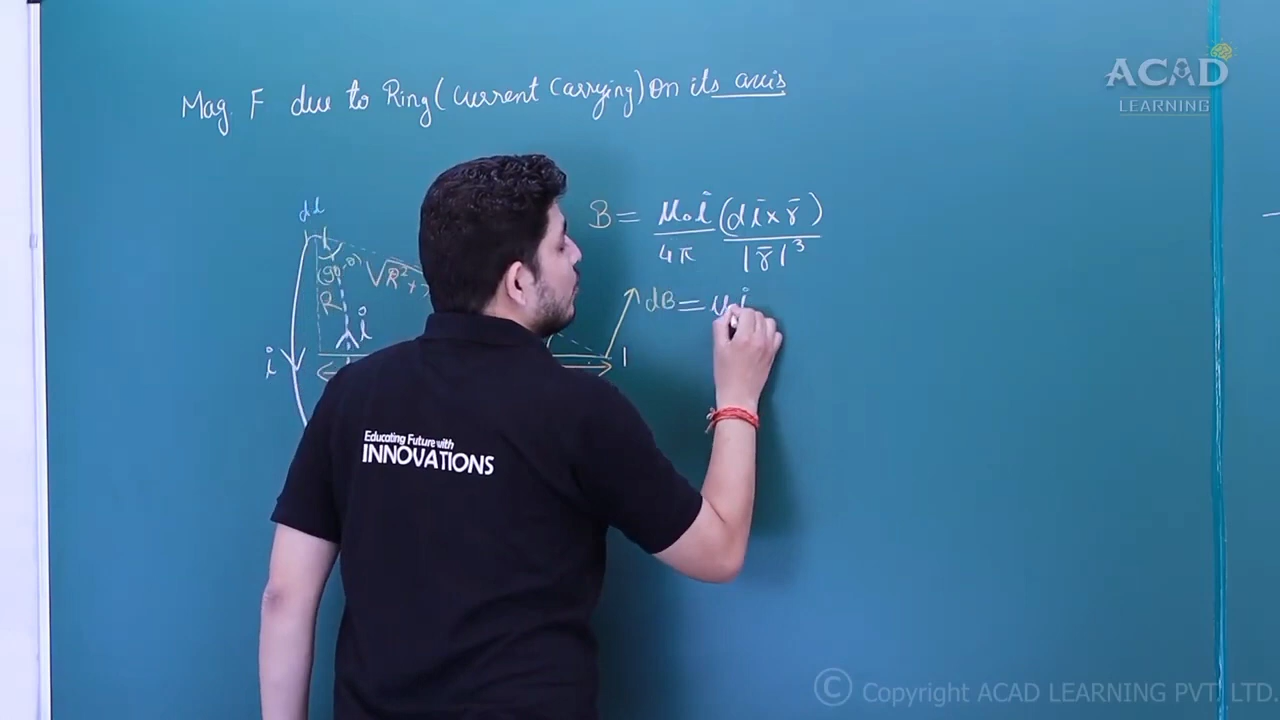 ACAD
LEARNING
Mag. F due to Ring (Current Carrying) on its axis
dl
B = μ₀i (dl̄ × r̄)
4π |r̄|³
(90-θ)
√R² +
R
i
i
dB = μ i
1
Educating Future with
INNOVATIONS
© Copyright ACAD LEARNING PVT. LTD.